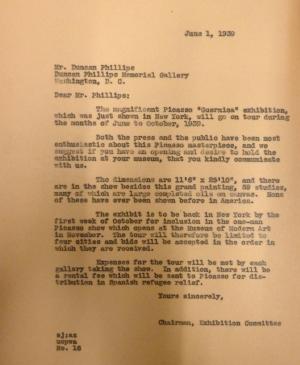 June 1, 1939
Mr. Duncan Phillips
Duncan Phillips Memorial Gallery
Washington, D. C.
Dear Mr. Phillips:
The magnificent Picasso "Guernica" exhibition,
which was just shown in New York, will go on tour during
the months of June to October, 1939.
Both the press and the public have been most
enthusiastic about this Picasso masterpiece, and we
suggest if you have an opening and desire to hold the
exhibition at your museum, that you kindly communicate
with us.
The dimensions are 11'6" x 25'10", and there
are in the show besides this grand painting, 59 studies,
many of which are large completed oils on canvas. None
of these have ever been shown before in America.
The exhibit is to be back in New York by the
first week of October for inclusion in the one-man
Picasso show which opens at the Museum of Modern Art
in November. The tour will therefore be limited to
four cities and bids will be accepted in the order in
which they are received.
Expenses for the tour will be met by each
gallery taking the show. In addition, there will be
a rental fee which will be sent to Picasso for dis-
tribution in Spanish refugee relief.
Yours sincerely,
Chairman, Exhibition Committee
sj:az
uopwa
No. 16